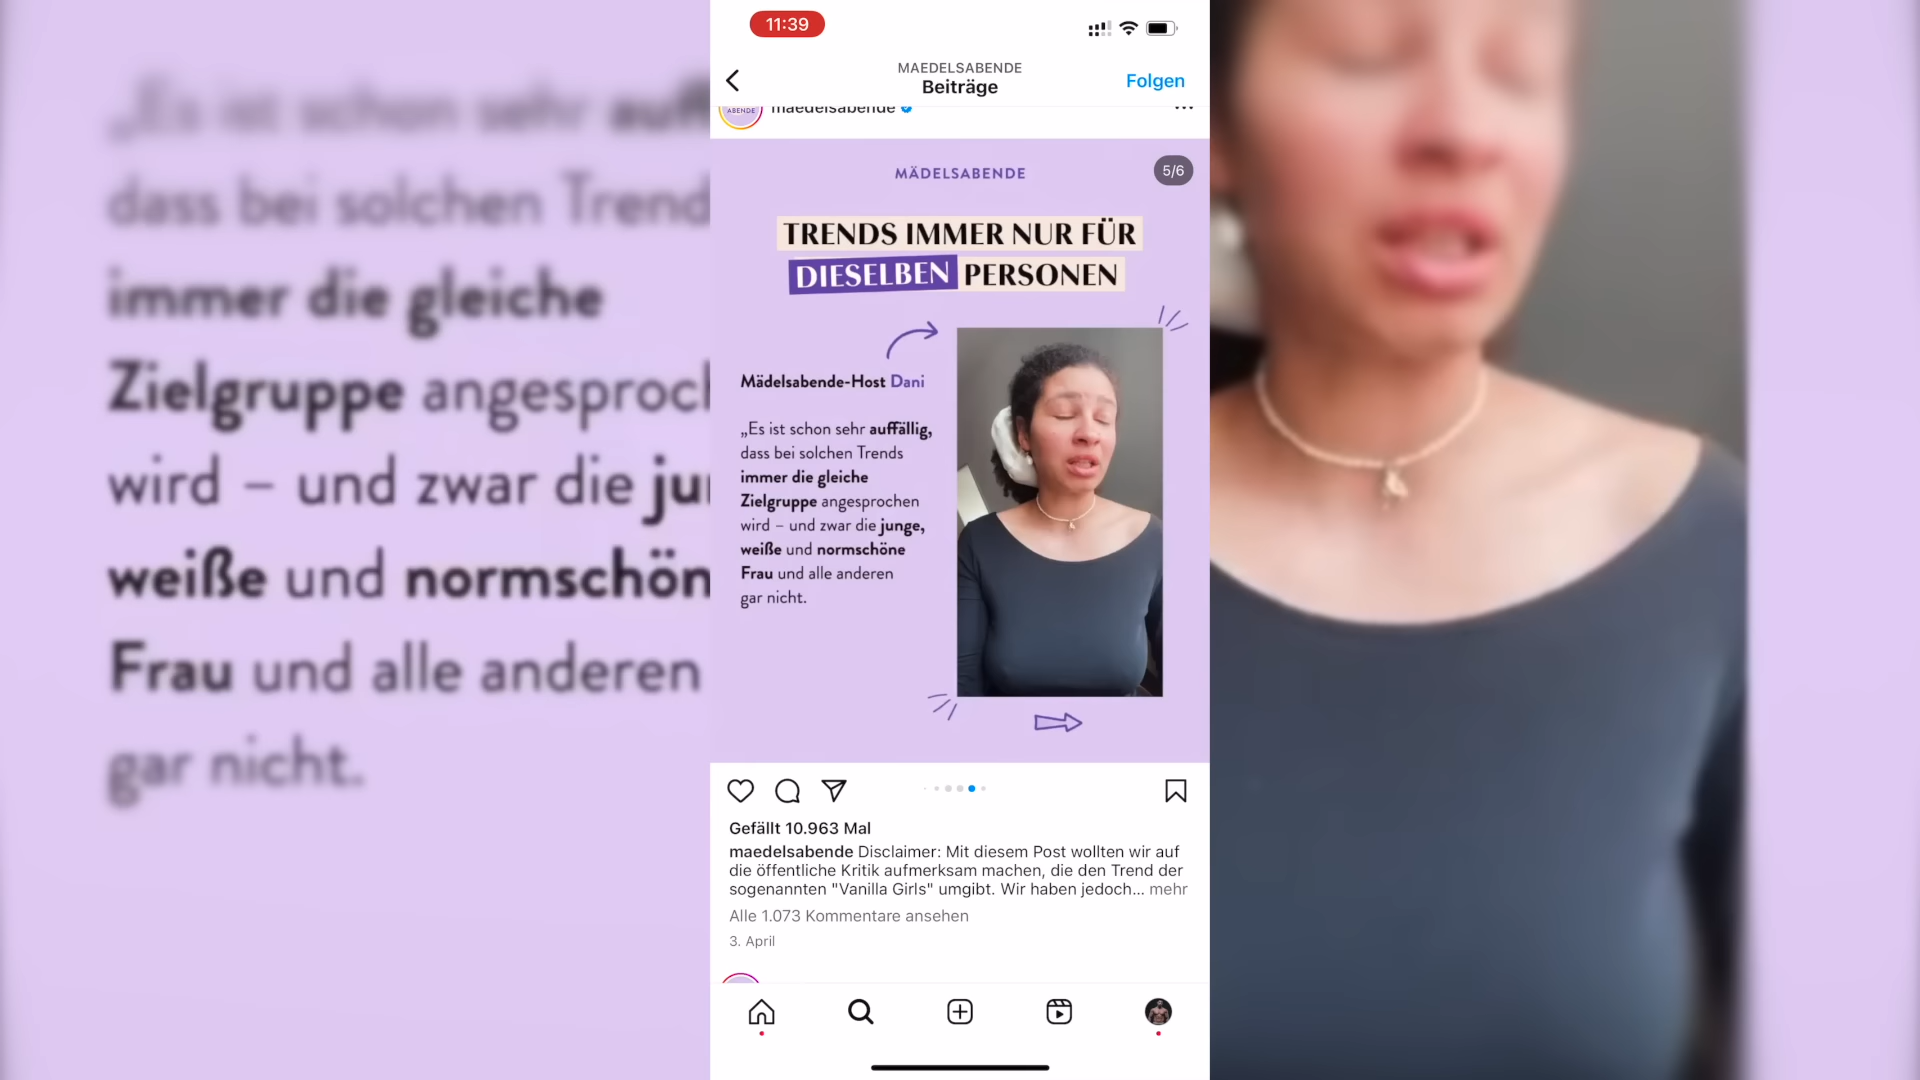 11:39
MAEDELSABENDE
Beiträge
Folgen
ABENDE
maedelsabende
MÄDELSABENDE
5/6
TRENDS IMMER NUR FÜR
DIESELBEN PERSONEN
Mädelsabende-Host Dani
„Es ist schon sehr auffällig,
dass bei solchen Trends
immer die gleiche
Zielgruppe angesprochen
wird – und zwar die junge,
weiße und normschöne
Frau und alle anderen
gar nicht.
Gefällt 10.963 Mal
maedelsabende Disclaimer: Mit diesem Post wollten wir auf
die öffentliche Kritik aufmerksam machen, die den Trend der
sogenannten "Vanilla Girls" umgibt. Wir haben jedoch... mehr
Alle 1.073 Kommentare ansehen
3. April
„Es ist schon sehr auff
dass bei solchen Trend
immer die gleiche
Zielgruppe angesproch
wird – und zwar die ju
weiße und normschön
Frau und alle anderen
gar nicht.